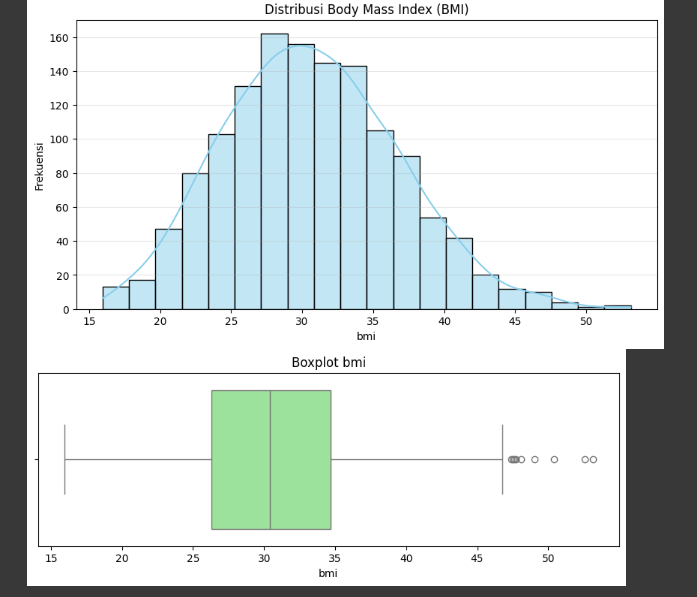 Distribusi Body Mass Index (BMI)
160
140
120
100
80
60
40
20
0
Frekuensi
15 20 25 30 35 40 45 50
bmi
Boxplot bmi
15 20 25 30 35 40 45 50
bmi